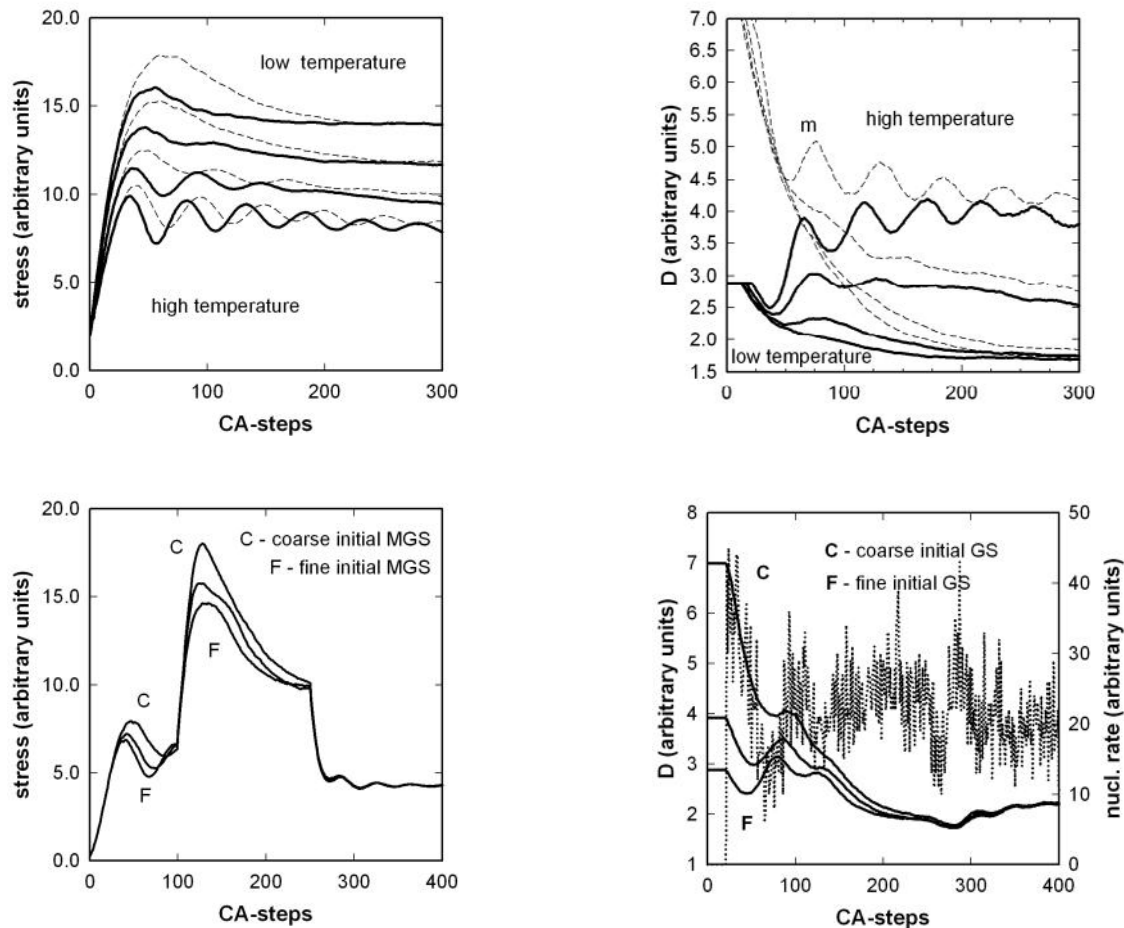 20.0
15.0
10.0
5.0
0.0
stress (arbitrary units)
low temperature
high temperature
0 100 200 300
CA-steps
7.0
6.5
6.0
5.5
5.0
4.5
4.0
3.5
3.0
2.5
2.0
1.5
D (arbitrary units)
m
high temperature
low temperature
0 100 200 300
CA-steps
20.0
15.0
10.0
5.0
0.0
stress (arbitrary units)
C - coarse initial MGS
F - fine initial MGS
C
F
C
F
0 100 200 300 400
CA-steps
8
7
6
5
4
3
2
1
D (arbitrary units)
C - coarse initial GS
F - fine initial GS
C
F
50
40
30
20
10
0
nucl. rate (arbitrary units)
0 100 200 300 400
CA-steps